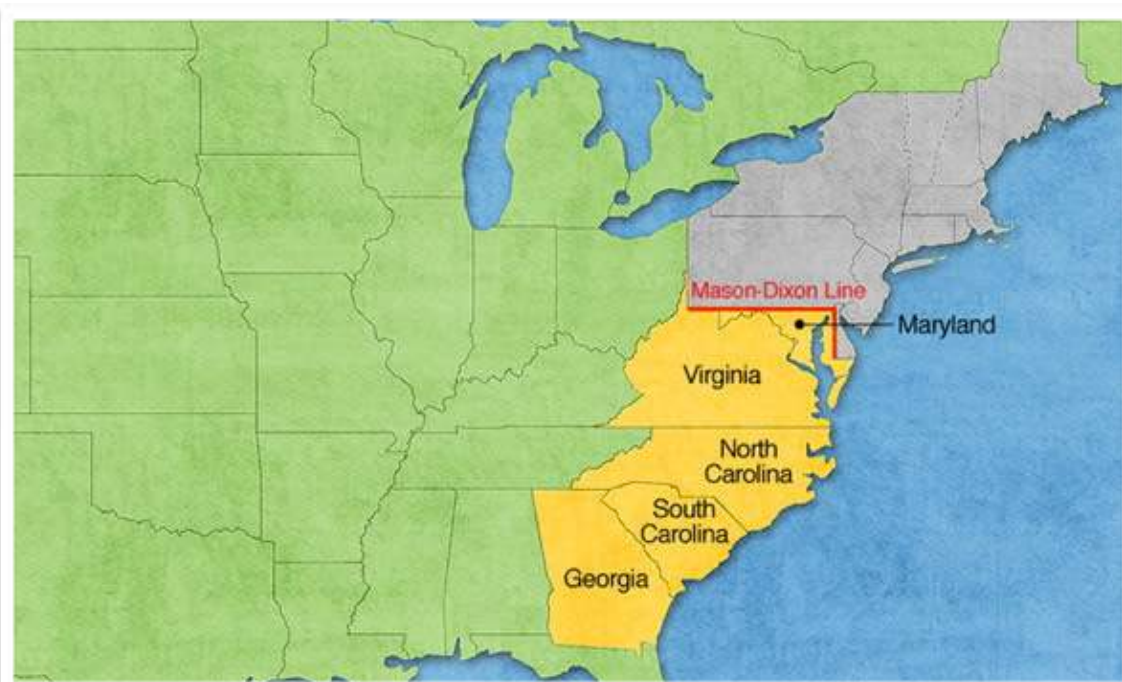 Mason-Dixon Line
Maryland
Virginia
North
Carolina
South
Carolina
Georgia